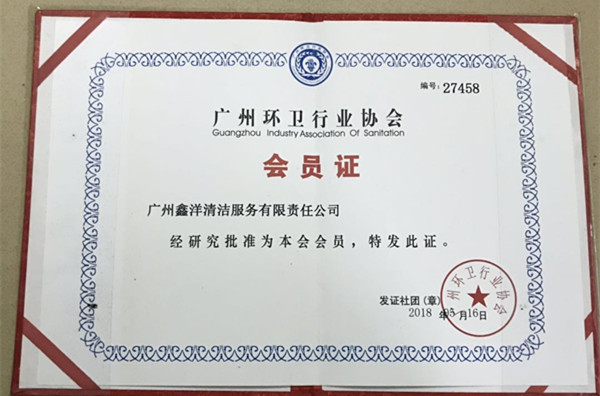 编号: 27458
广州环卫行业协会
Guangzhou Industry Association Of Sanitation
会员证
广州鑫洋清洁服务有限责任公司
经研究批准为本会会员，特发此证。
广州环卫行业协会
发证社团(章)
2018 年 05 月 16 日